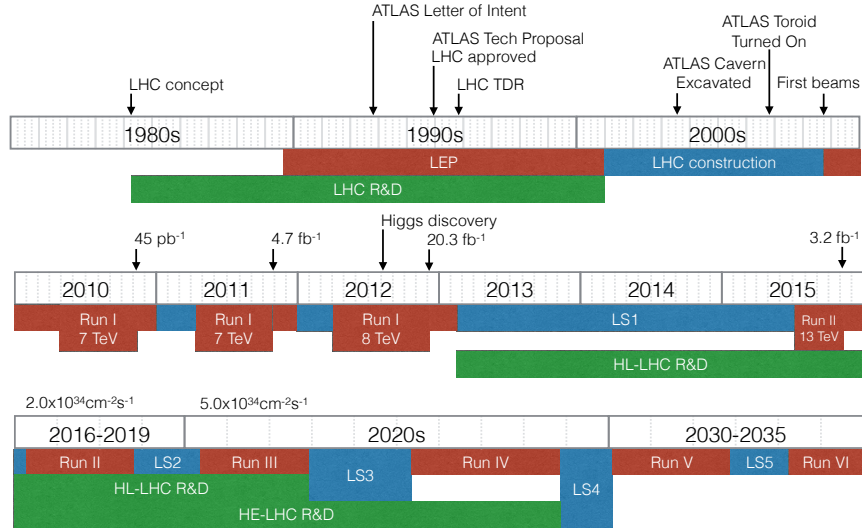 ATLAS Letter of Intent
ATLAS Toroid
Turned On
ATLAS Tech Proposal
LHC approved
ATLAS Cavern
Excavated
LHC concept
LHC TDR
First beams
1980s
1990s
2000s
LEP
LHC construction
LHC R&D
Higgs discovery
45 pb⁻¹
4.7 fb⁻¹
20.3 fb⁻¹
3.2 fb⁻¹
2010
2011
2012
2013
2014
2015
Run I
7 TeV
Run I
7 TeV
Run I
8 TeV
LS1
Run II
13 TeV
HL-LHC R&D
2.0x10³⁴cm⁻²s⁻¹
5.0x10³⁴cm⁻²s⁻¹
2016-2019
2020s
2030-2035
Run II
LS2
Run III
LS3
Run IV
LS4
Run V
LS5
Run VI
HL-LHC R&D
HE-LHC R&D